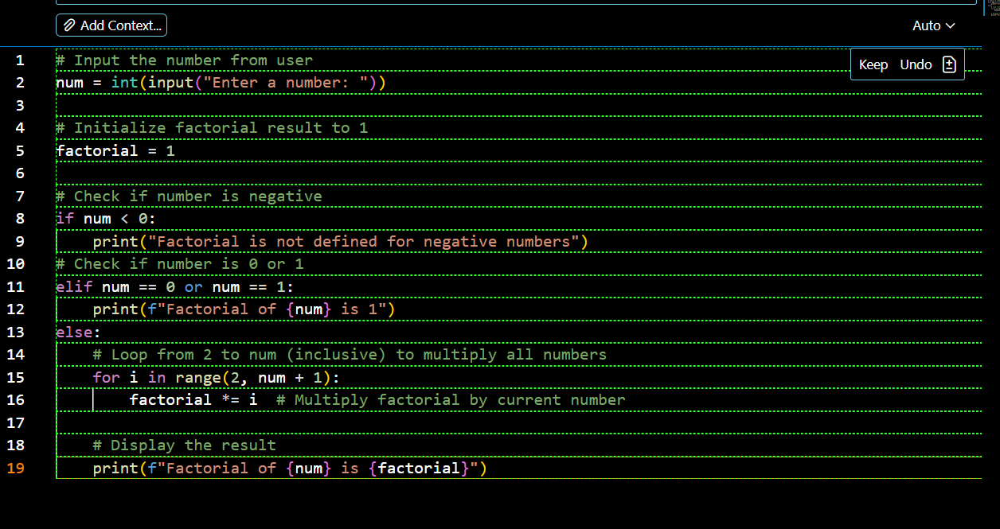 Add Context...
Auto
Keep Undo
1 # Input the number from user
2 num = int(input("Enter a number: "))
3
4 # Initialize factorial result to 1
5 factorial = 1
6
7 # Check if number is negative
8 if num < 0:
9     print("Factorial is not defined for negative numbers")
10 # Check if number is 0 or 1
11 elif num == 0 or num == 1:
12     print(f"Factorial of {num} is 1")
13 else:
14     # Loop from 2 to num (inclusive) to multiply all numbers
15     for i in range(2, num + 1):
16         factorial *= i  # Multiply factorial by current number
17
18     # Display the result
19     print(f"Factorial of {num} is {factorial}")